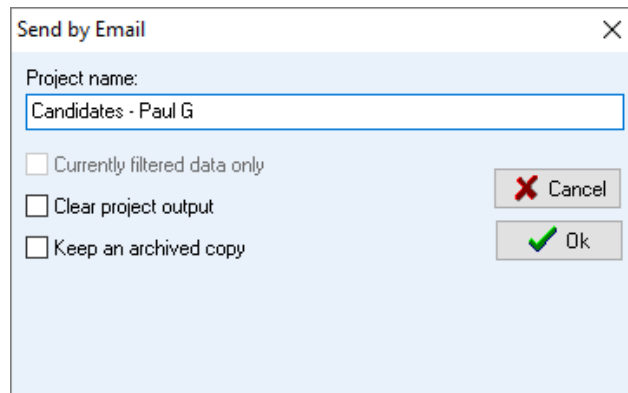 Send by Email
Project name:
Candidates - Paul G
Currently filtered data only
Clear project output
Keep an archived copy
Cancel
Ok